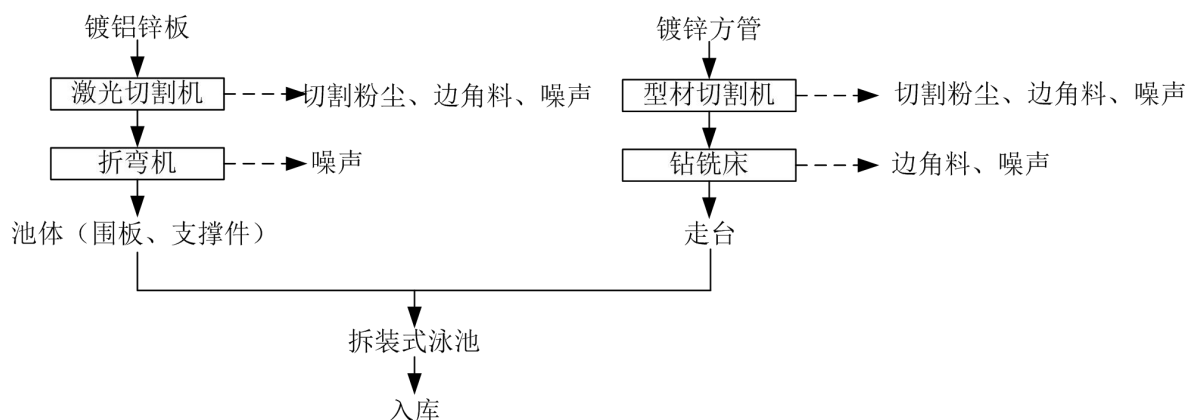 镀铝锌板
镀锌方管
激光切割机
切割粉尘、边角料、噪声
型材切割机
切割粉尘、边角料、噪声
折弯机
噪声
钻铣床
边角料、噪声
池体（围板、支撑件）
走台
拆装式泳池
入库